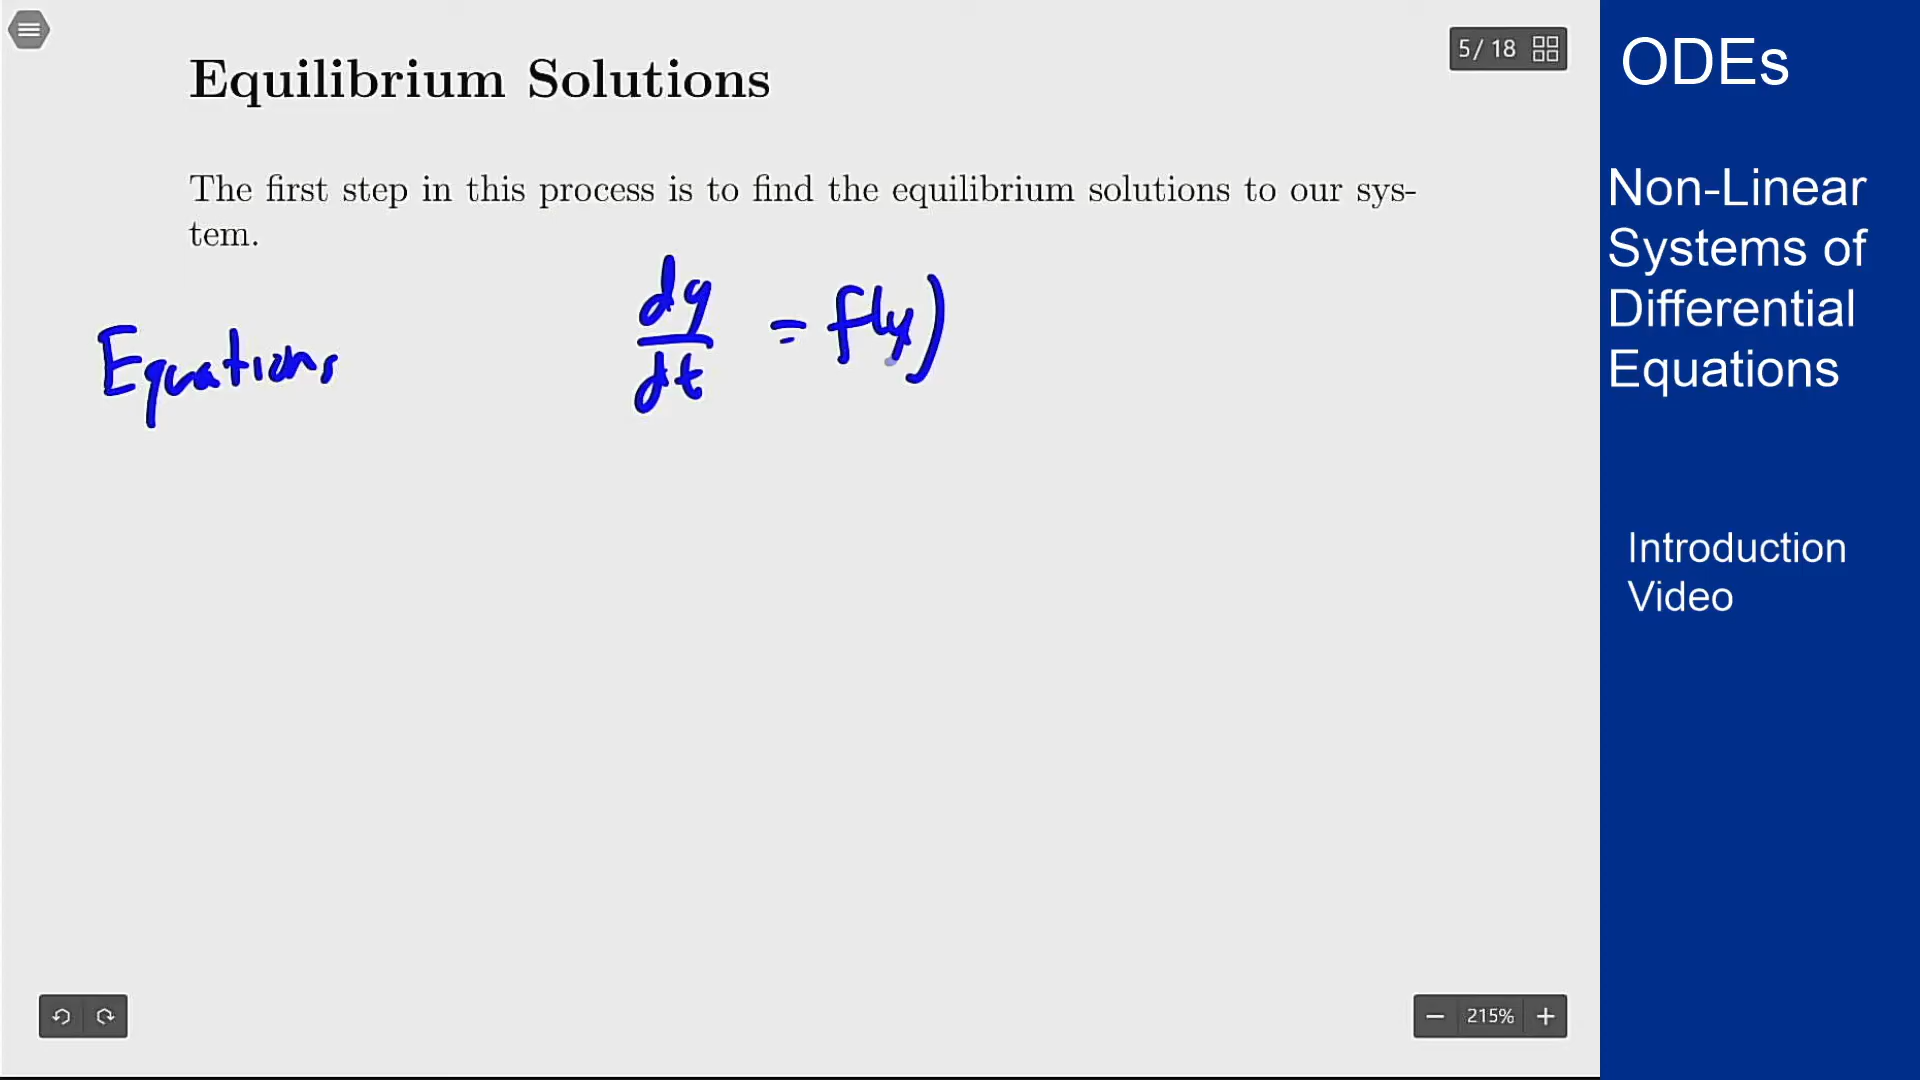 Equilibrium Solutions
5 / 18
The first step in this process is to find the equilibrium solutions to our sys-
tem.
Equations
dy/dt = f(y)
215%
ODEs
Non-Linear
Systems of
Differential
Equations
Introduction
Video